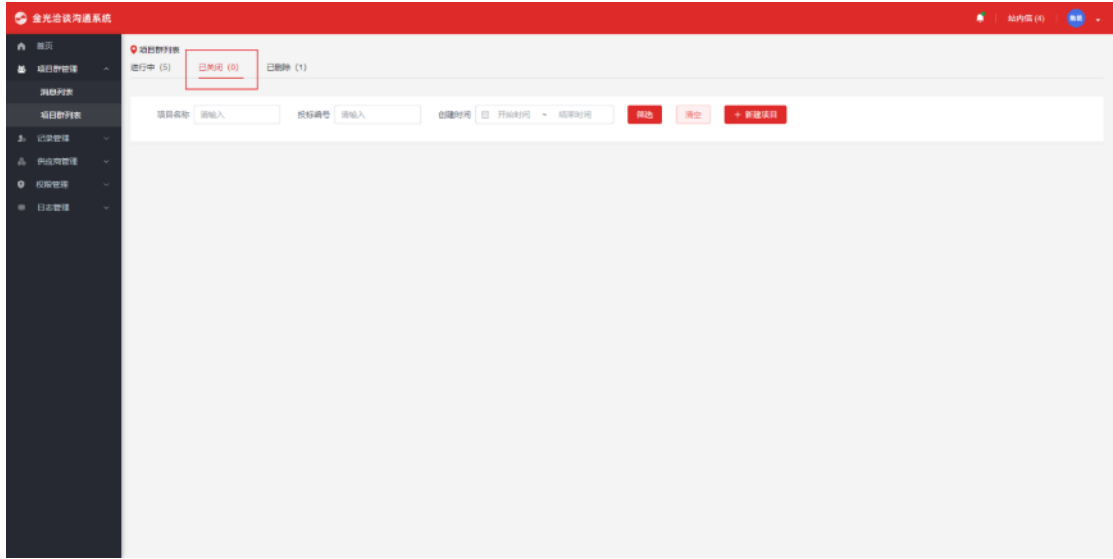 金光洽谈沟通系统
站内信(4)
首页
项目群管理
消息列表
项目群列表
记录管理
供应商管理
权限管理
日志管理
项目群列表
进行中 (5) 已关闭 (0) 已删除 (1)
项目名称 请输入 投标编号 请输入 创建时间 开始时间 ~ 结束时间 筛选 清空 + 新建项目